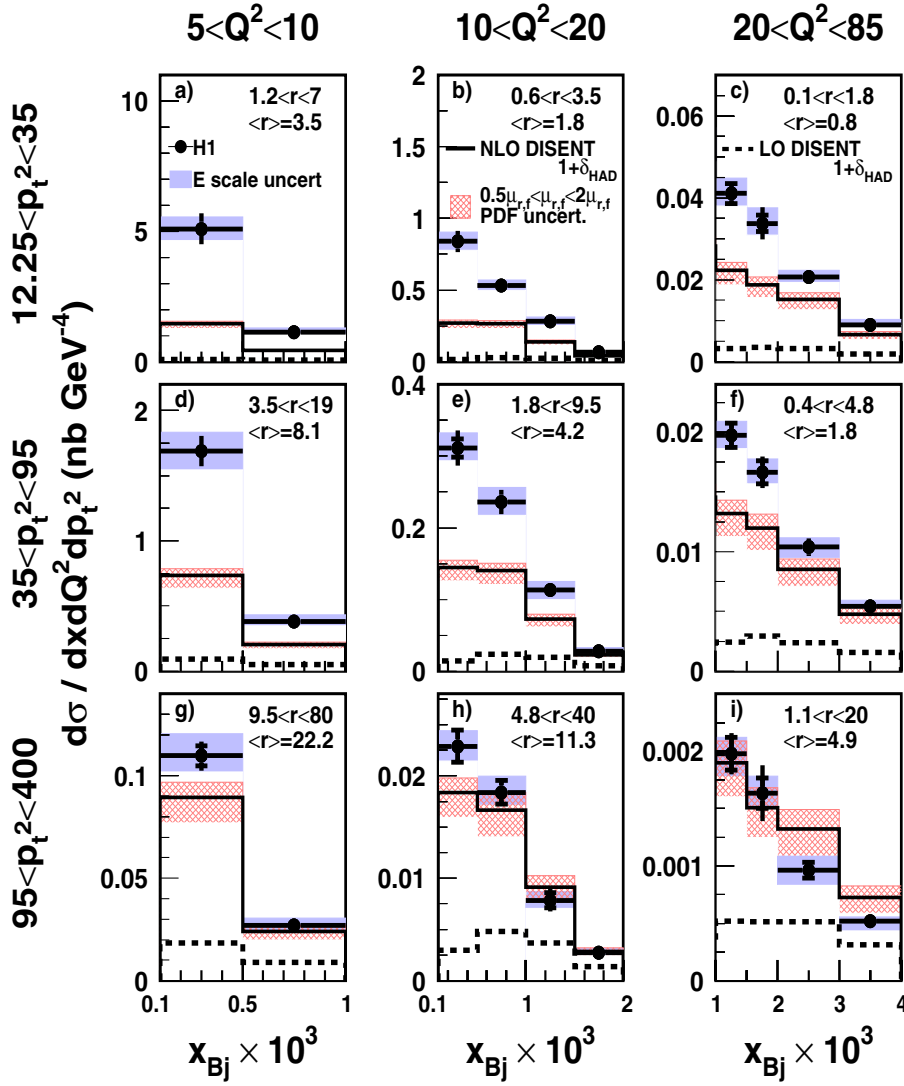 5<Q²<10 10<Q²<20 20<Q²<85
12.25<pₜ²<35
35<pₜ²<95
95<pₜ²<400
dσ / dxdQ²dpₜ² (nb GeV⁻⁴)
a) 1.2<r<7
<r>=3.5
H1
E scale uncert
10
5
0
b) 0.6<r<3.5
<r>=1.8
NLO DISENT
1+δ_HAD
0.5μ_r,f<μ_r,f<2μ_r,f
PDF uncert.
2
1.5
1
0.5
0
c) 0.1<r<1.8
<r>=0.8
LO DISENT
1+δ_HAD
0.06
0.04
0.02
0
d) 3.5<r<19
<r>=8.1
2
1
0
e) 1.8<r<9.5
<r>=4.2
0.4
0.2
0
f) 0.4<r<4.8
<r>=1.8
0.02
0.01
0
g) 9.5<r<80
<r>=22.2
0.1
0.05
0
0.1 0.5 1
h) 4.8<r<40
<r>=11.3
0.02
0.01
0
0.1 1 2
i) 1.1<r<20
<r>=4.9
0.002
0.001
0
1 2 3 4
x_Bj × 10³ x_Bj × 10³ x_Bj × 10³